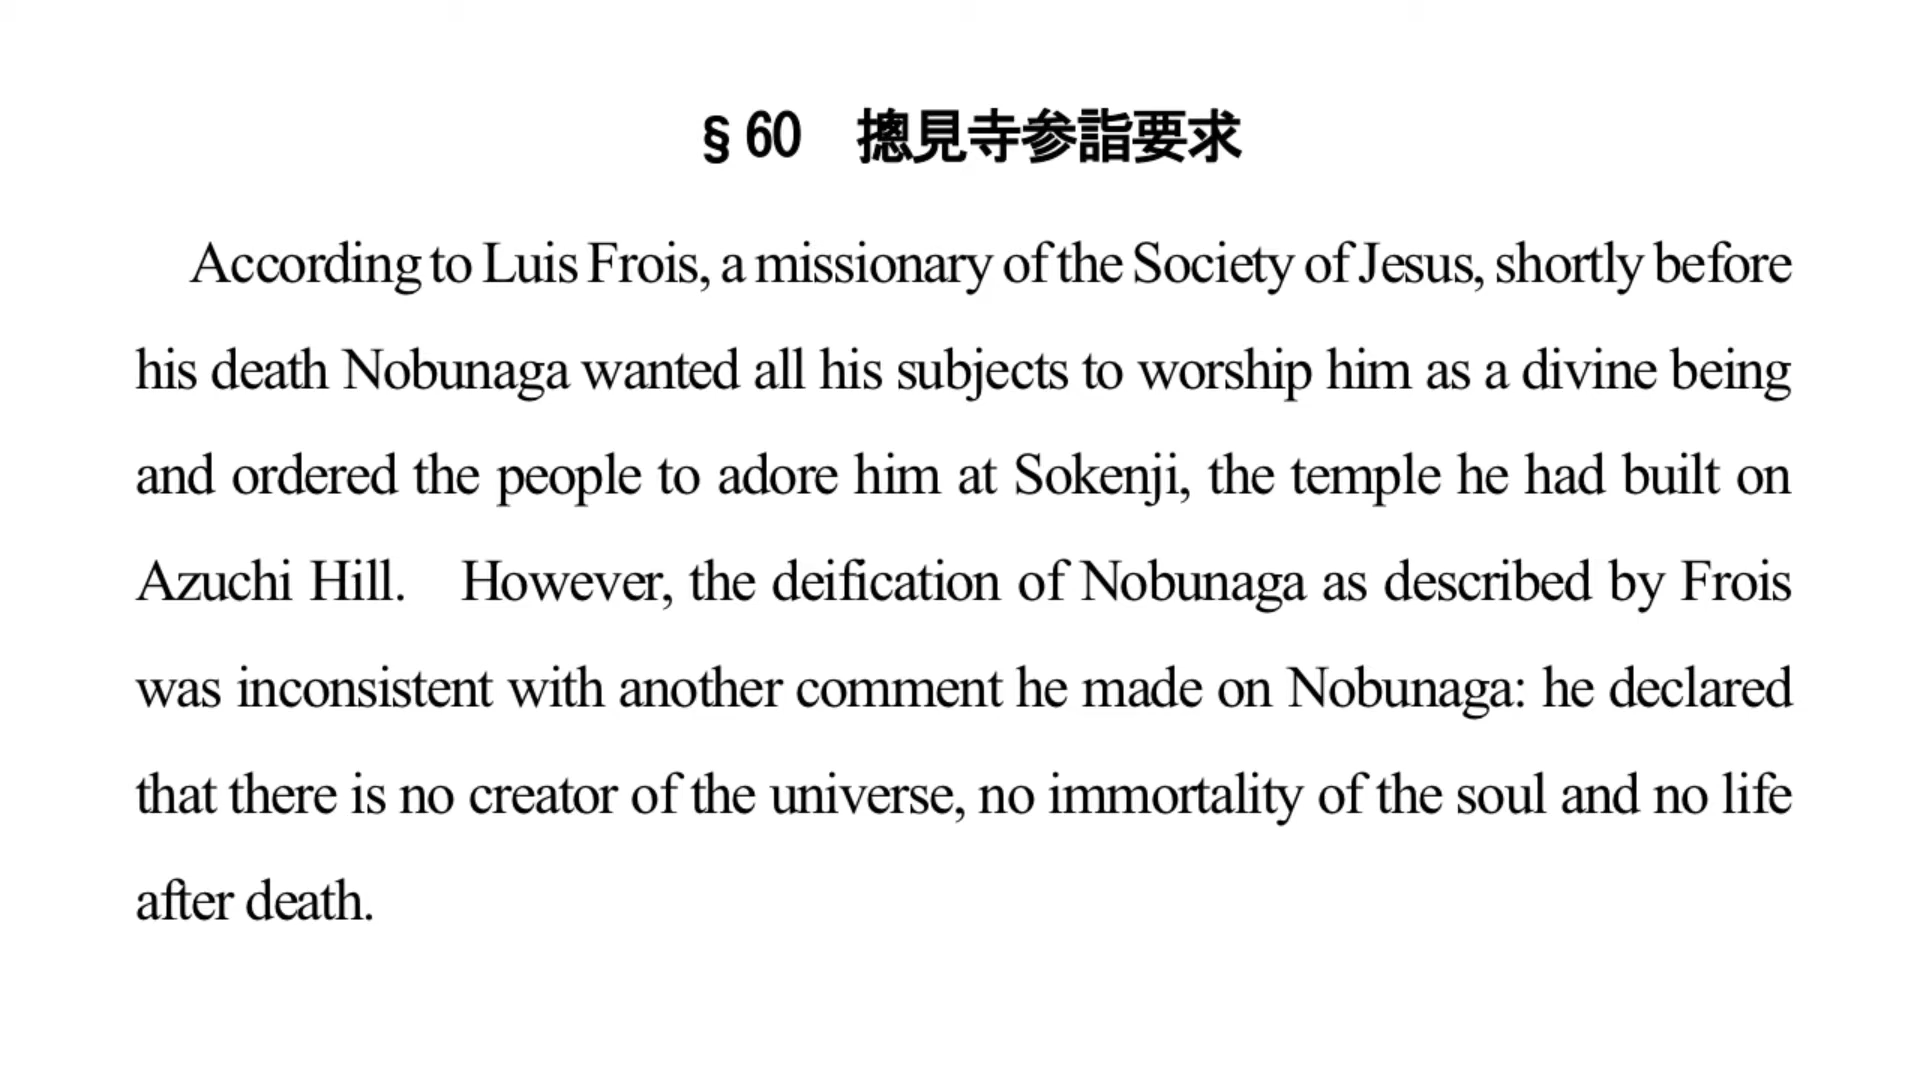 §60 摠見寺参詣要求
According to Luis Frois, a missionary of the Society of Jesus, shortly before
his death Nobunaga wanted all his subjects to worship him as a divine being
and ordered the people to adore him at Sokenji, the temple he had built on
Azuchi Hill. However, the deification of Nobunaga as described by Frois
was inconsistent with another comment he made on Nobunaga: he declared
that there is no creator of the universe, no immortality of the soul and no life
after death.